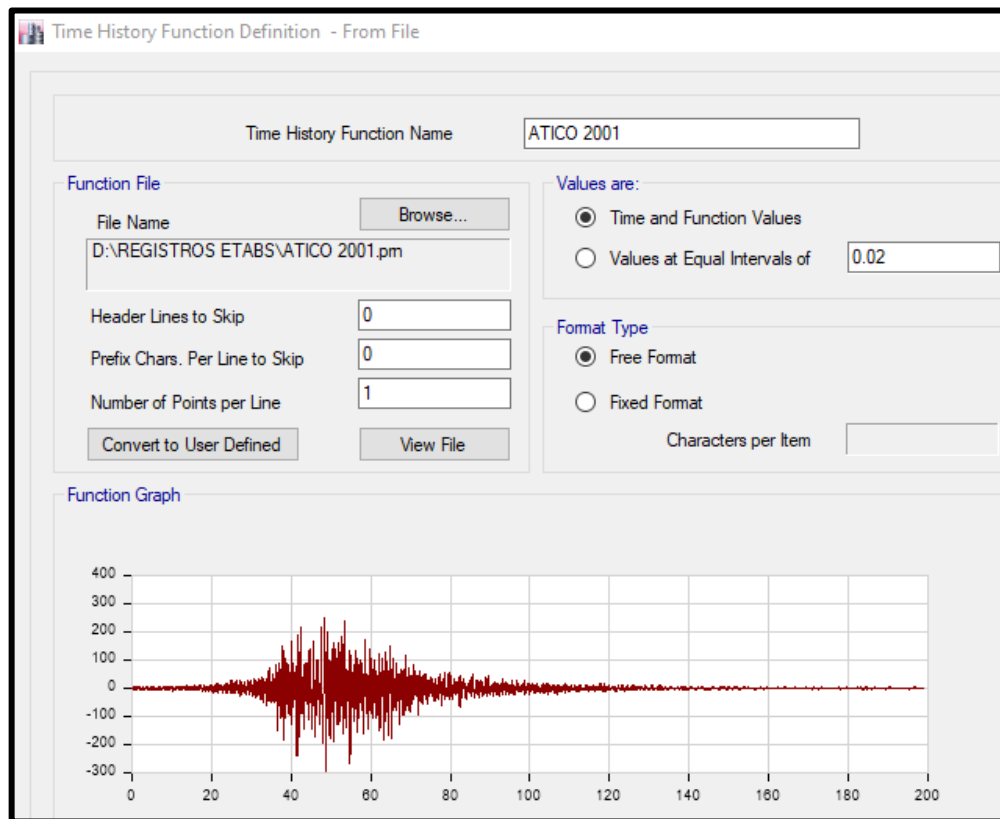 Time History Function Definition - From File
Time History Function Name ATICO 2001
Function File
File Name Browse...
D:\REGISTROS ETABS\ATICO 2001.prn
Header Lines to Skip 0
Prefix Chars. Per Line to Skip 0
Number of Points per Line 1
Convert to User Defined View File
Values are:
Time and Function Values
Values at Equal Intervals of 0.02
Format Type
Free Format
Fixed Format
Characters per Item
Function Graph
400
300
200
100
0
-100
-200
-300
0 20 40 60 80 100 120 140 160 180 200